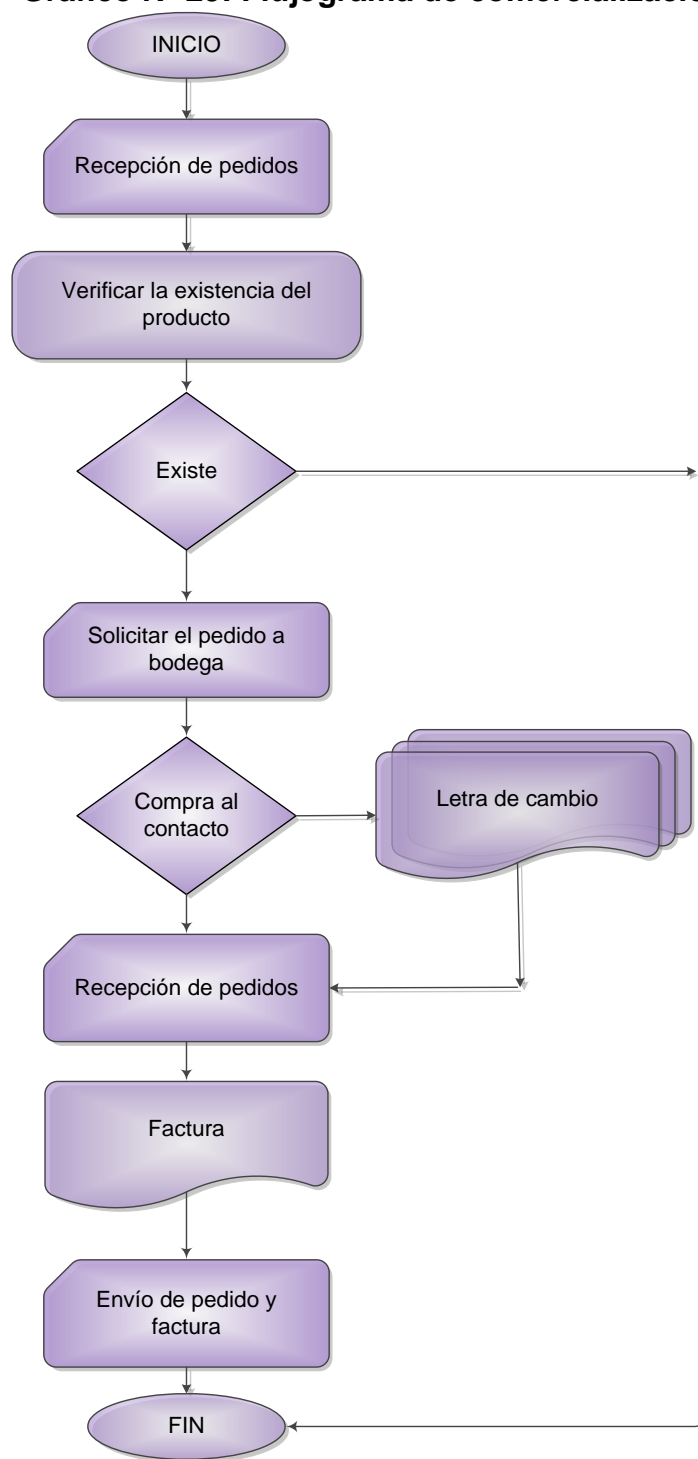 INICIO
Recepción de pedidos
Verificar la existencia del
producto
Existe
Solicitar el pedido a
bodega
Compra al
contacto
Letra de cambio
Recepción de pedidos
Factura
Envío de pedido y
factura
FIN